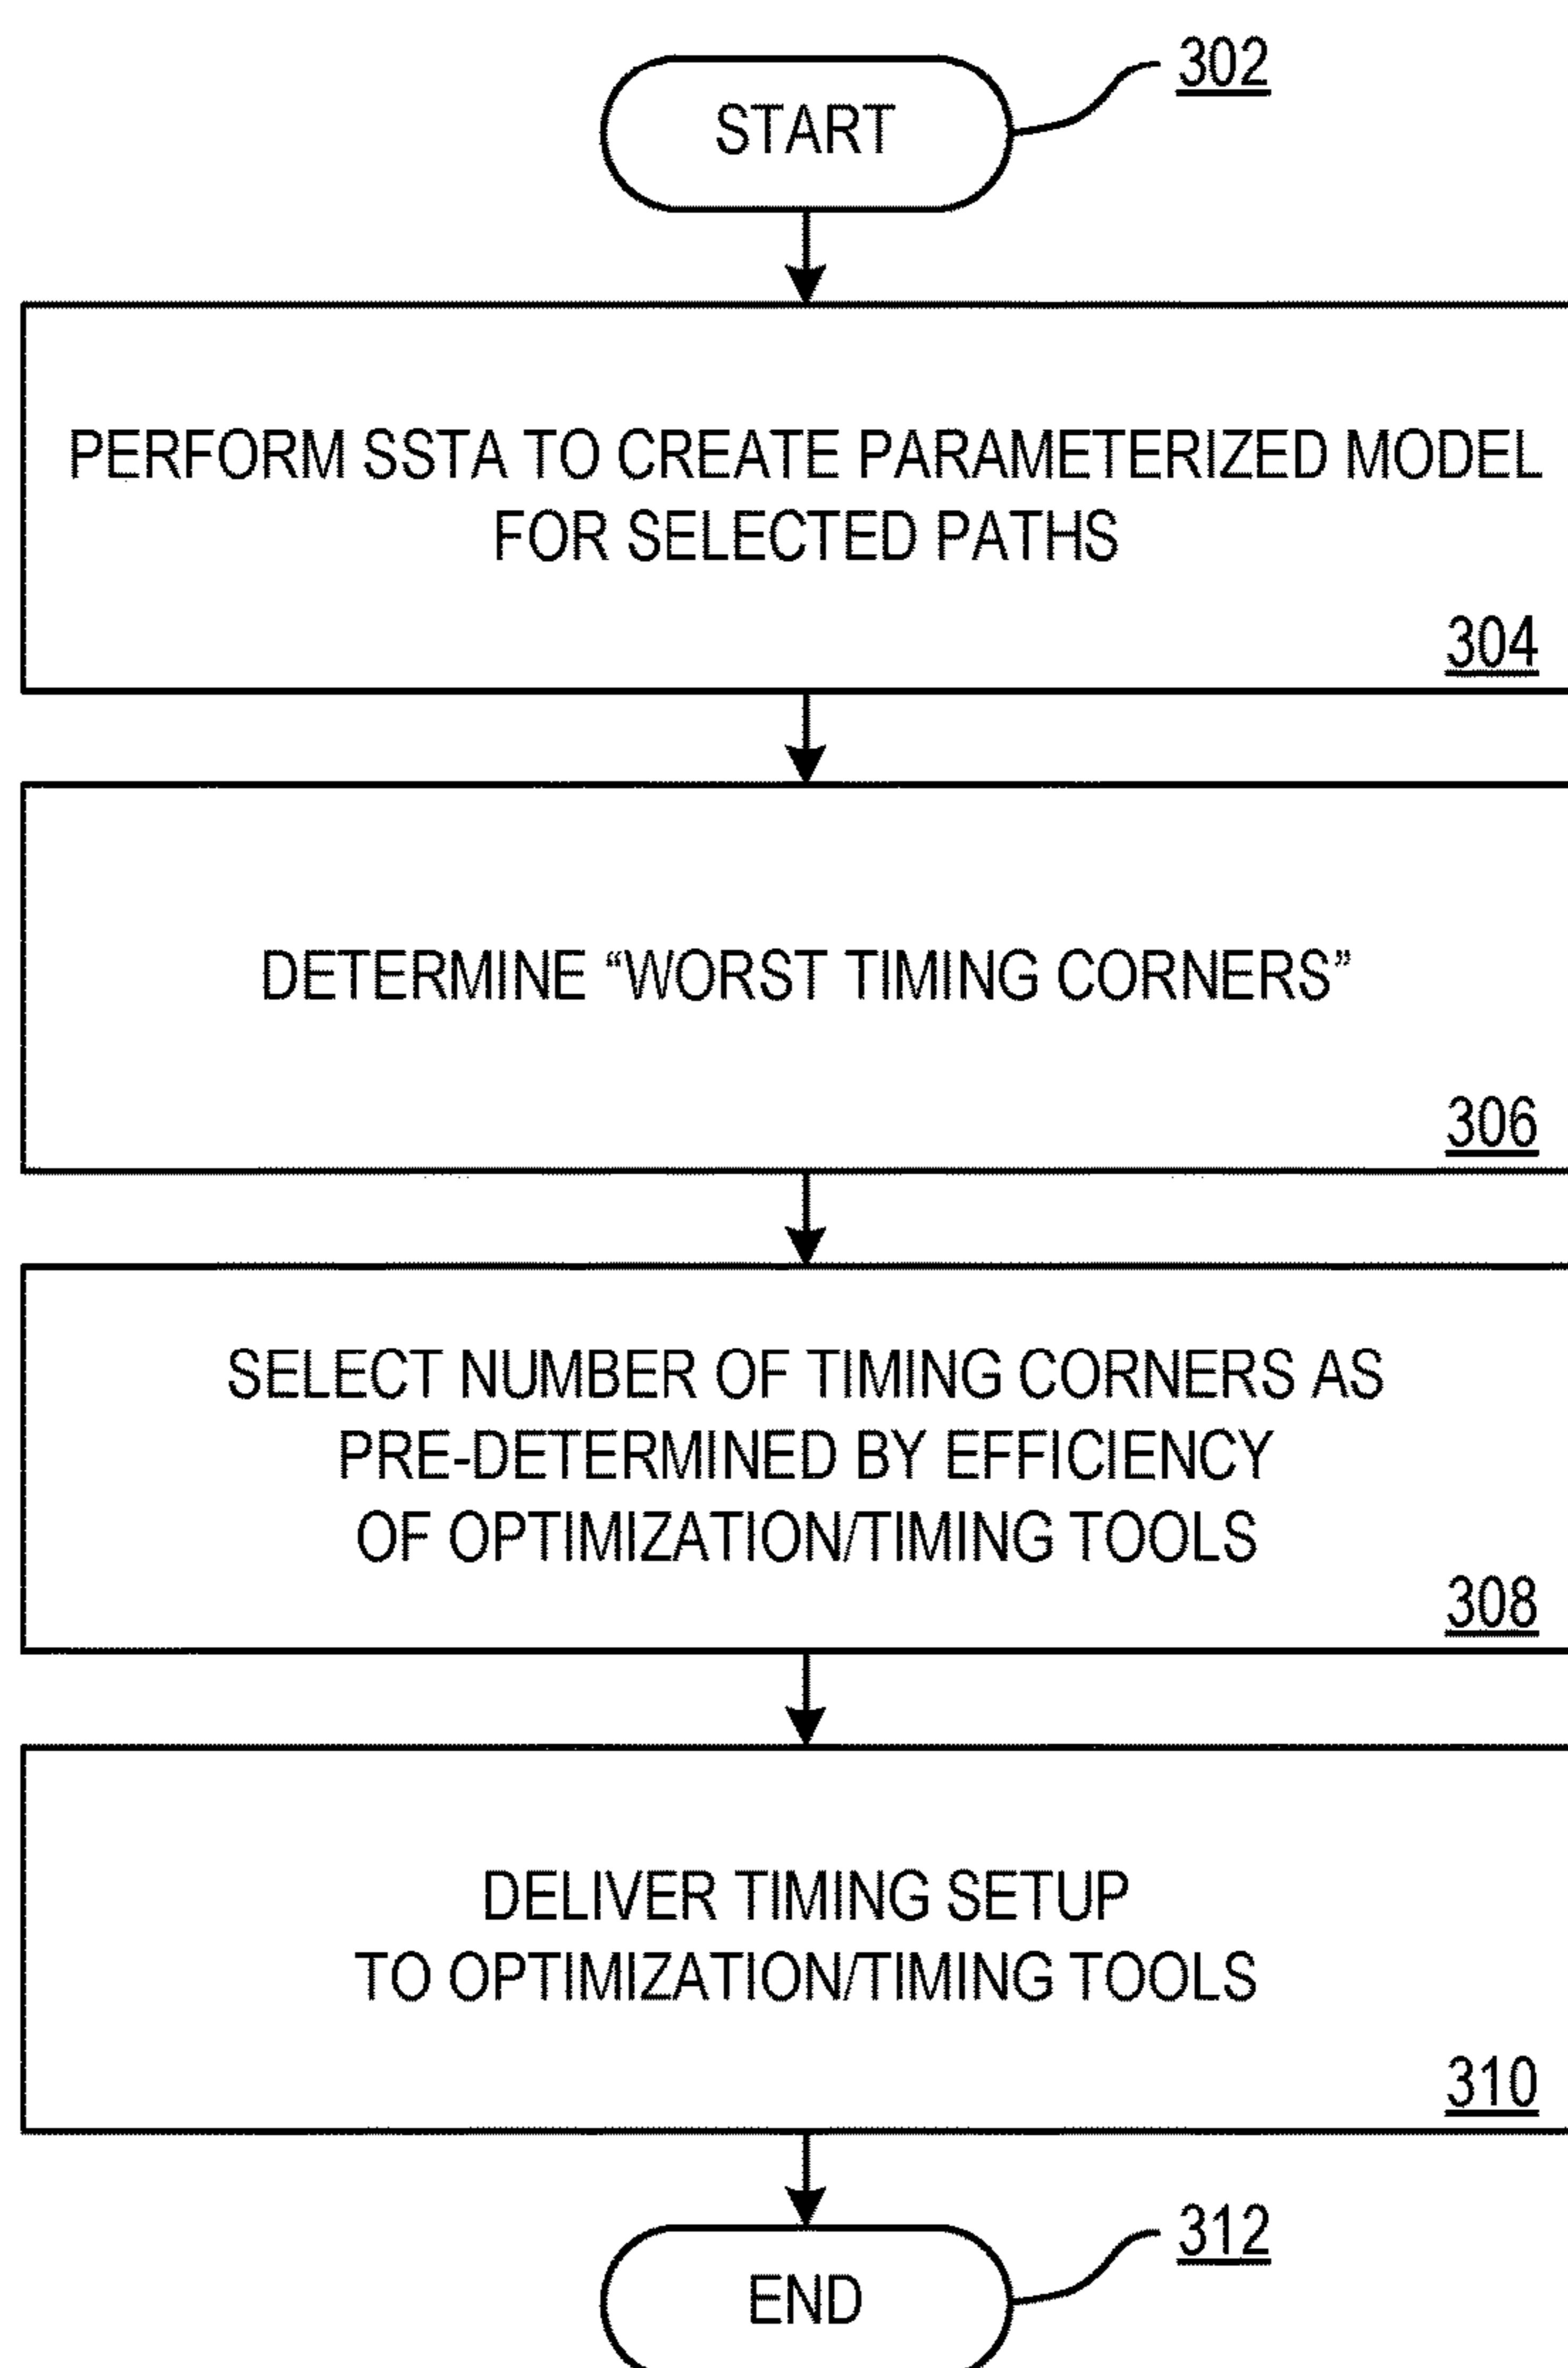 302
START
PERFORM SSTA TO CREATE PARAMETERIZED MODEL
FOR SELECTED PATHS
304
DETERMINE “WORST TIMING CORNERS”
306
SELECT NUMBER OF TIMING CORNERS AS
PRE-DETERMINED BY EFFICIENCY
OF OPTIMIZATION/TIMING TOOLS
308
DELIVER TIMING SETUP
TO OPTIMIZATION/TIMING TOOLS
310
312
END